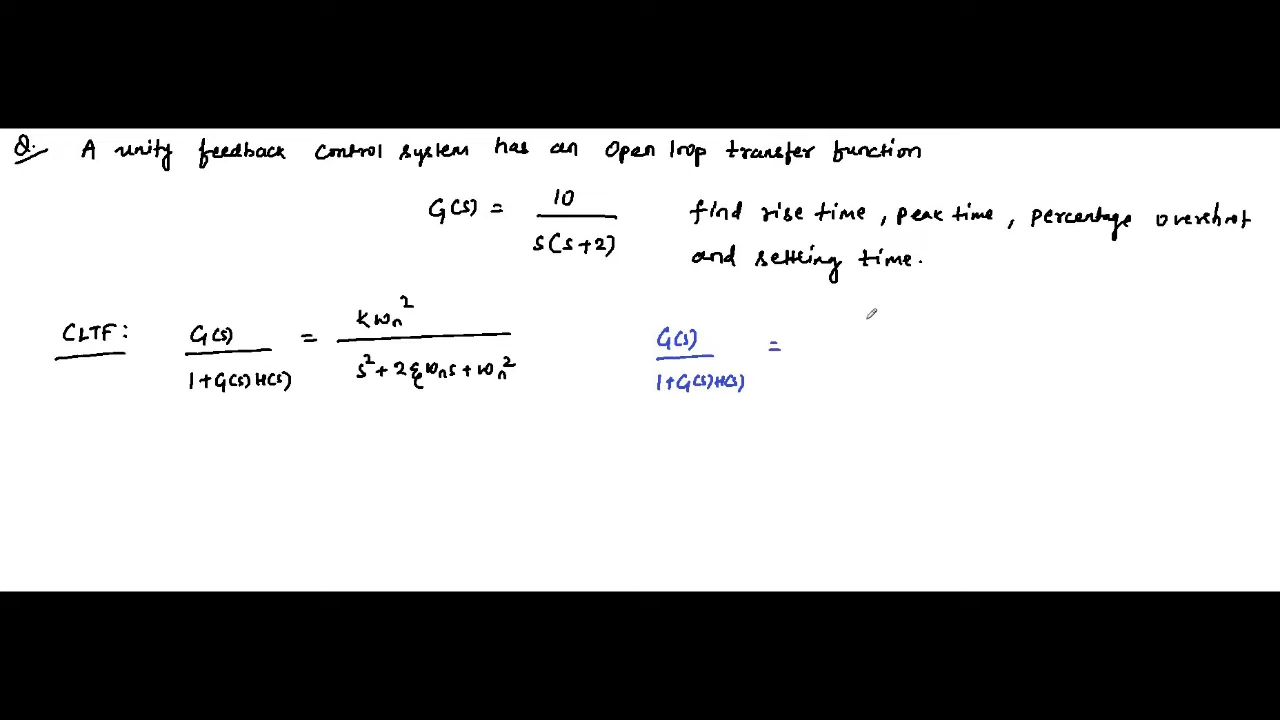 Q. A unity feedback control system has an open loop transfer function
G(s) = 10 / s(s+2) find rise time, peak time, percentage overshot
and settling time.
CLTF: G(s) / 1+G(s)H(s) = kωn² / s²+2ξωns+ωn²
G(s) / 1+G(s)H(s) =